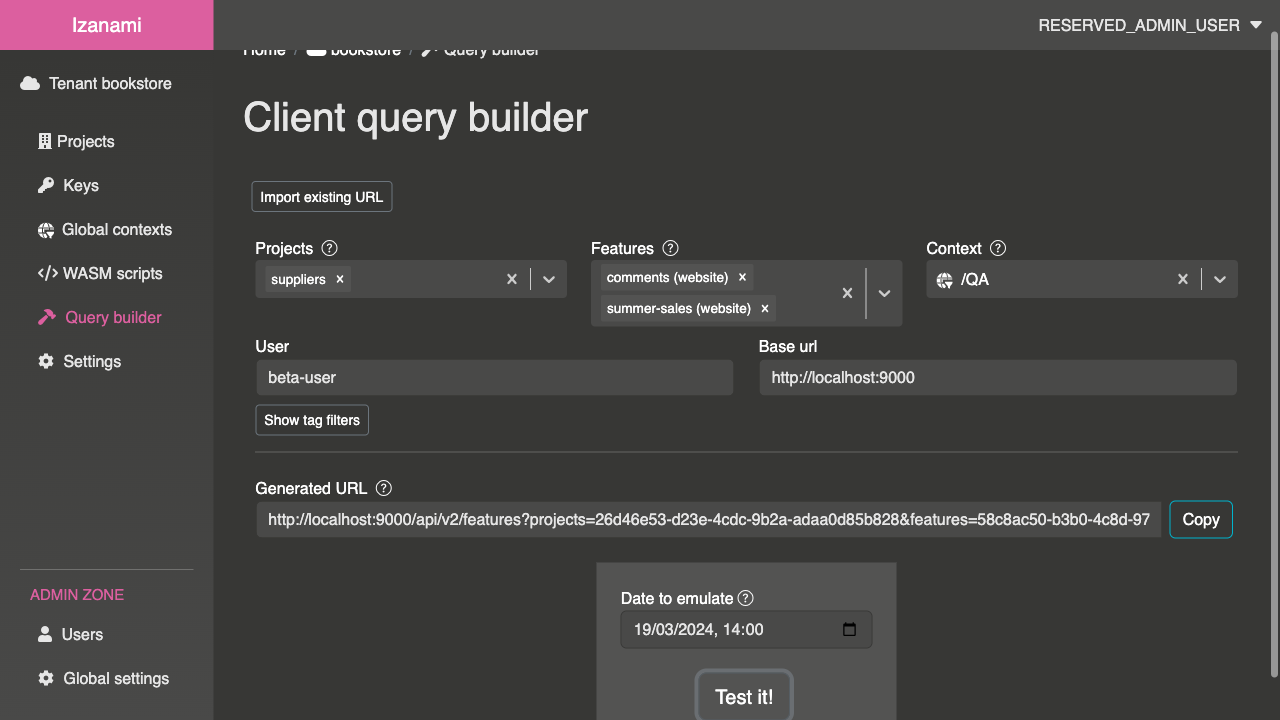 Izanami
RESERVED_ADMIN_USER
Home / bookstore / Query builder
Tenant bookstore
Projects
Keys
Global contexts
WASM scripts
Query builder
Settings
ADMIN ZONE
Users
Global settings
Client query builder
Import existing URL
Projects
suppliers
Features
comments (website)
summer-sales (website)
Context
/QA
User
beta-user
Base url
http://localhost:9000
Show tag filters
Generated URL
http://localhost:9000/api/v2/features?projects=26d46e53-d23e-4cdc-9b2a-adaa0d85b828&features=58c8ac50-b3b0-4c8d-97
Copy
Date to emulate
19/03/2024, 14:00
Test it!